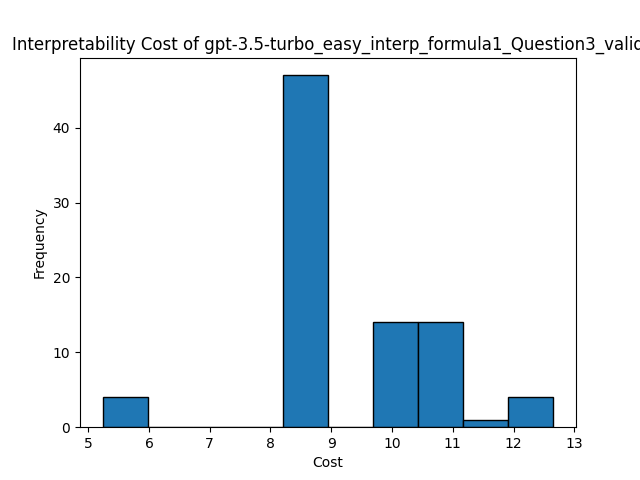 Interpretability Cost of gpt-3.5-turbo_easy_interp_formula1_Question3_valid
40
30
20
10
0
Frequency
5 6 7 8 9 10 11 12 13
Cost